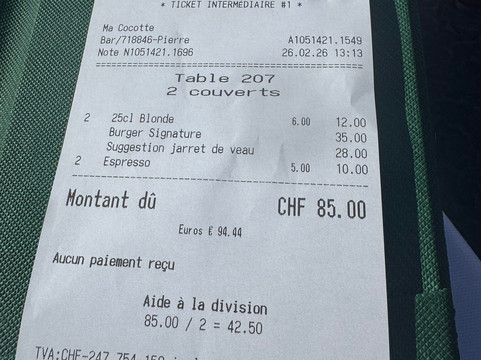 * TICKET INTERMEDIAIRE #1 *
Ma Cocotte
Bar/718846-Pierre A1051421.1549
Note N1051421.1696 26.02.26 13:13
Table 207
2 couverts
2 25cl Blonde 6.00 12.00
Burger Signature 35.00
Suggestion jarret de veau 28.00
2 Espresso 5.00 10.00
Montant dû CHF 85.00
Euros € 94.44
Aucun paiement reçu
Aide à la division
85.00 / 2 = 42.50